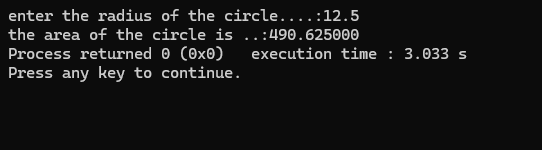 enter the radius of the circle....:12.5
the area of the circle is ..:490.625000
Process returned 0 (0x0)   execution time : 3.033 s
Press any key to continue.